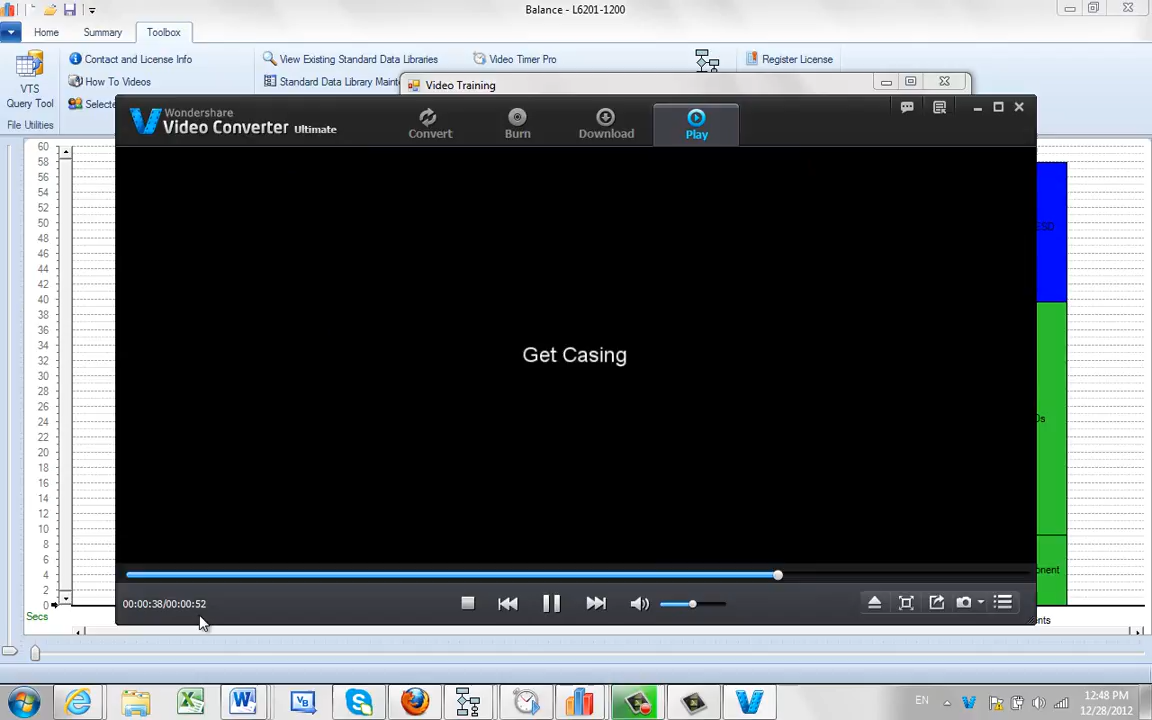 Balance - L6201-1200
Home Summary Toolbox
VTS
Query Tool
File Utilities
Contact and License Info
How To Videos
Selecte
View Existing Standard Data Libraries
Standard Data Library Maint
Video Timer Pro
Register License
Video Training
Wondershare
Video Converter Ultimate
Convert Burn Download Play
60
58
56
54
52
50
48
46
44
42
40
38
36
34
32
30
28
26
24
22
20
18
16
14
12
10
8
6
4
2
0
Secs
Get Casing
00:00:38/00:00:52
EN
12:48 PM
12/28/2012